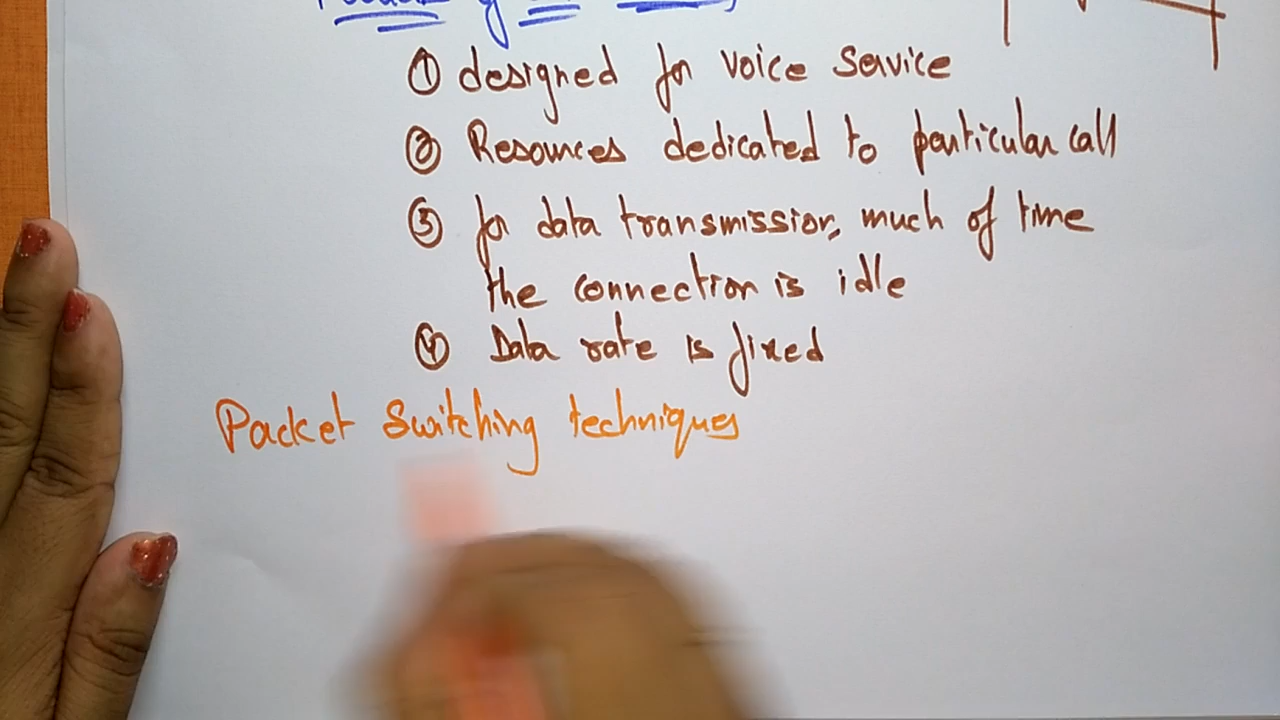 ① designed for voice service
② Resources dedicated to particular call
③ for data transmission, much of time
the connection is idle
④ Data rate is fixed
Packet Switching techniques